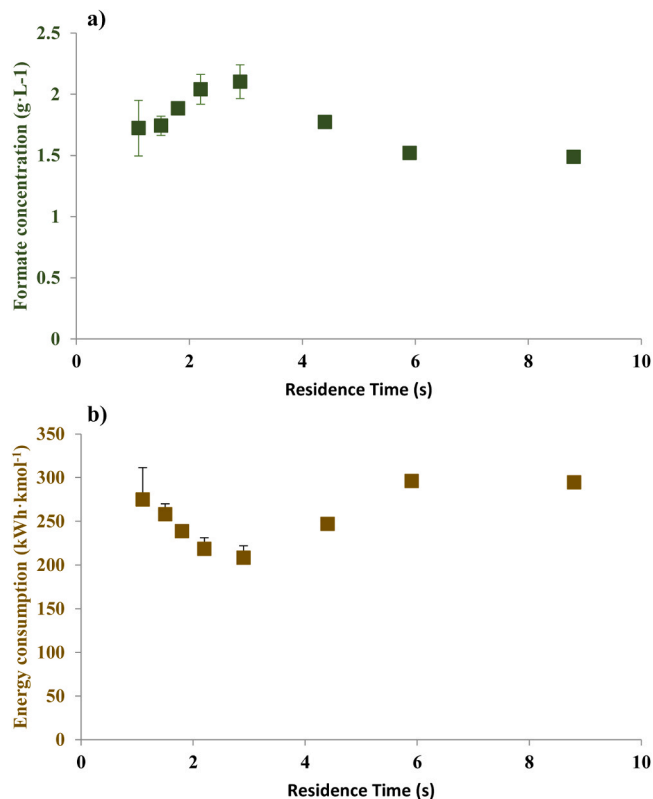 a)
2.5
2
1.5
1
0.5
0
Formate concentration (g·L-1)
0 2 4 6 8 10
Residence Time (s)
b)
350
300
250
200
150
100
50
0
Energy consumption (kWh·kmol⁻¹)
0 2 4 6 8 10
Residence Time (s)